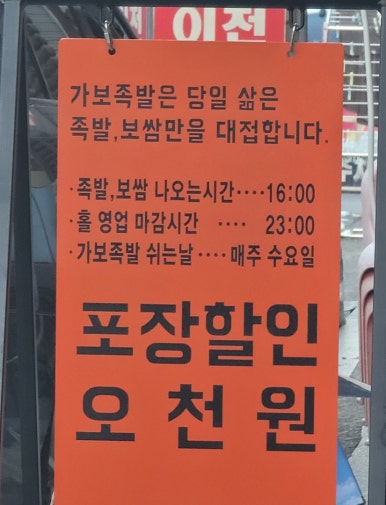 이전
가보족발은 당일 삶은
족발,보쌈만을 대접합니다.
·족발,보쌈 나오는시간····16:00
·홀 영업 마감시간 ···· 23:00
·가보족발 쉬는날····매주 수요일
포장할인
오천원